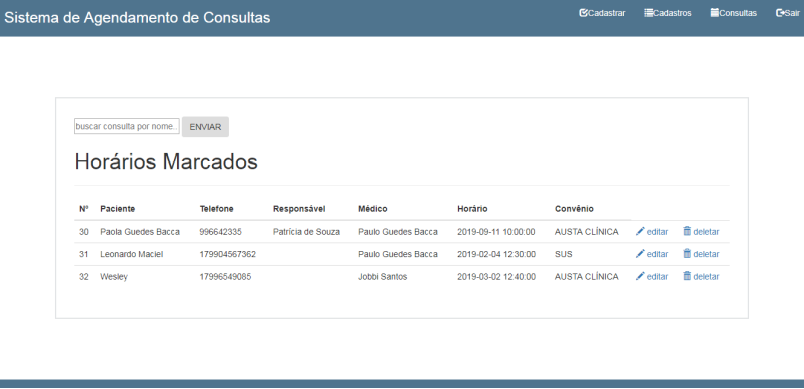 Sistema de Agendamento de Consultas Cadastrar Cadastros Consultas Sair
buscar consulta por nome.. ENVIAR
Horários Marcados
Nº Paciente Telefone Responsável Médico Horário Convênio
30 Paola Guedes Bacca 996642335 Patrícia de Souza Paulo Guedes Bacca 2019-09-11 10:00:00 AUSTA CLÍNICA editar deletar
31 Leonardo Maciel 179904567362 Paulo Guedes Bacca 2019-02-04 12:30:00 SUS editar deletar
32 Wesley 17996549085 Jobbi Santos 2019-03-02 12:40:00 AUSTA CLÍNICA editar deletar